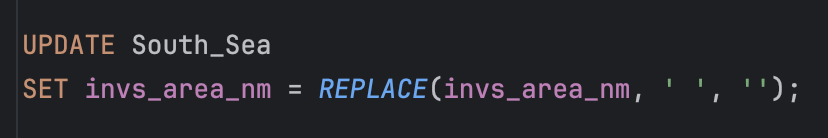 UPDATE South_Sea
SET invs_area_nm = REPLACE(invs_area_nm, ' ', '');